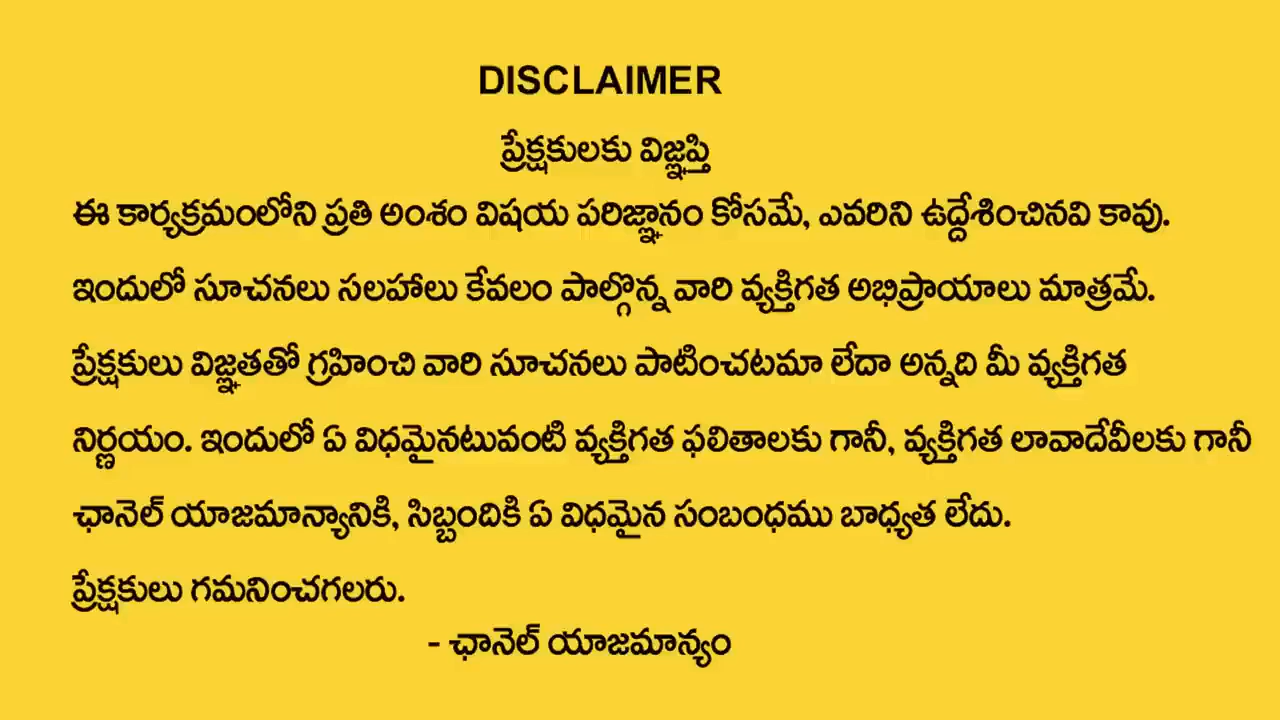 DISCLAIMER
ప్రేక్షకులకు విజ్ఞప్తి
ఈ కార్యక్రమంలోని ప్రతి అంశం విషయ పరిజ్ఞానం కోసమే, ఎవరిని ఉద్దేశించినవి కావు.
ఇందులో సూచనలు సలహాలు కేవలం పాల్గొన్న వారి వ్యక్తిగత అభిప్రాయాలు మాత్రమే.
ప్రేక్షకులు విజ్ఞతతో గ్రహించి వారి సూచనలు పాటించటమా లేదా అన్నది మీ వ్యక్తిగత
నిర్ణయం. ఇందులో ఏ విధమైనటువంటి వ్యక్తిగత ఫలితాలకు గానీ, వ్యక్తిగత లావాదేవీలకు గానీ
ఛానెల్ యాజమాన్యానికి, సిబ్బందికి ఏ విధమైన సంబంధము బాధ్యత లేదు.
ప్రేక్షకులు గమనించగలరు.
- ఛానెల్ యాజమాన్యం